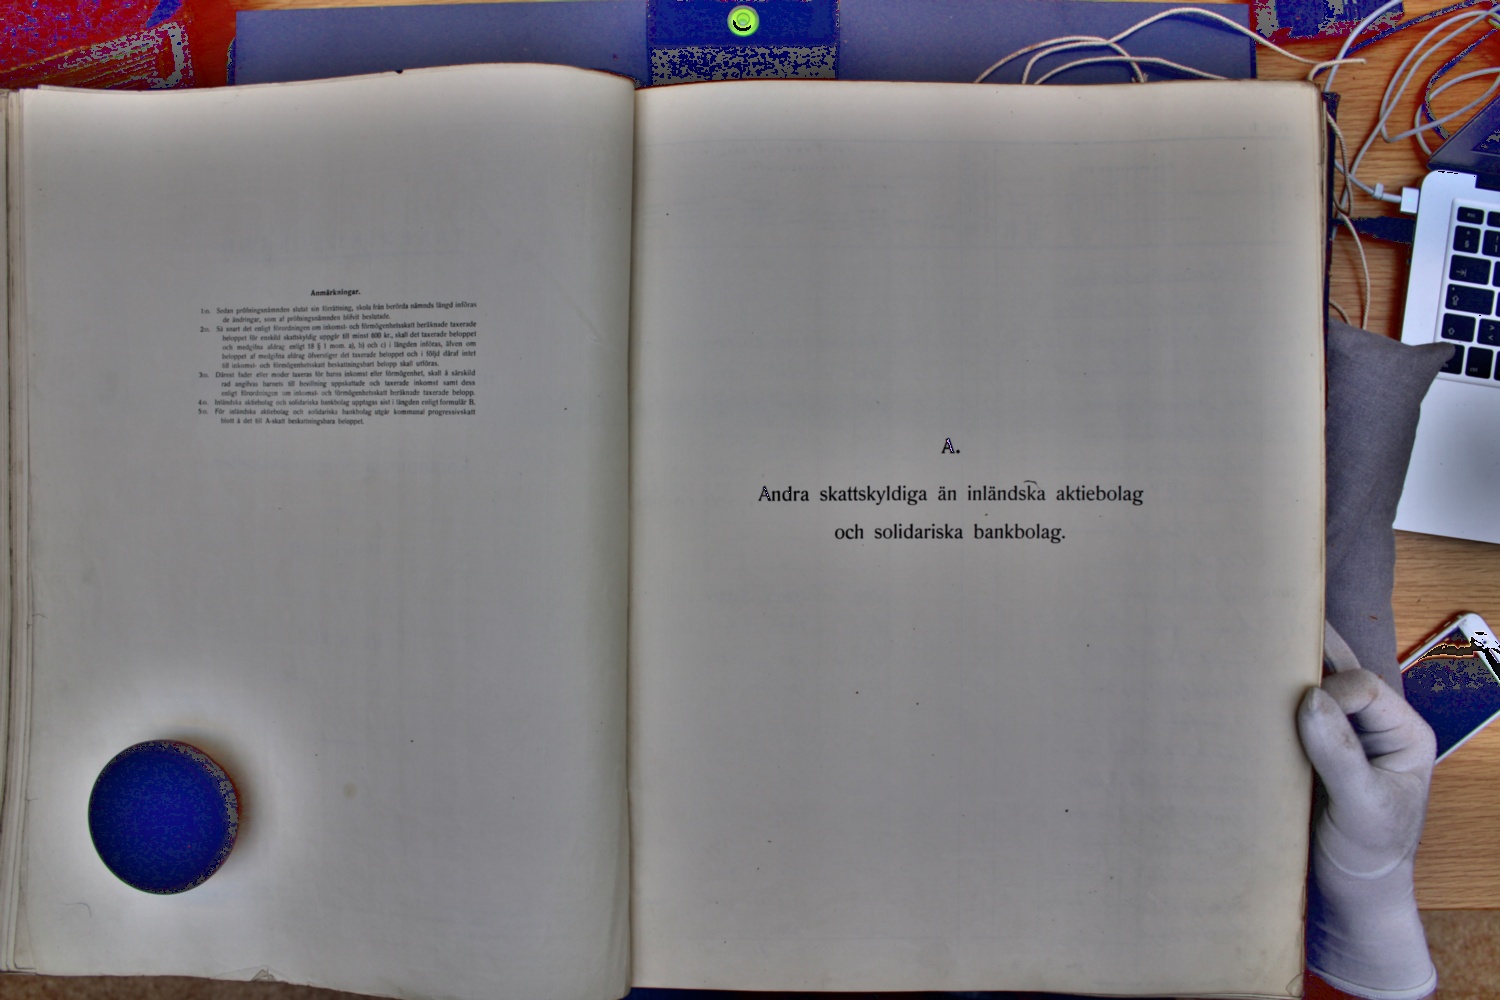 Anmärkningar.
1:o. Sedan pröfningsnämnden slutat sin förrättning, skola från berörda nämnds längd införas
de ändringar, som af pröfningsnämnden blifvit beslutade.
2:o. Så snart det enligt förordningen om inkomst- och förmögenhetsskatt beräknade taxerade
beloppet för enskild skattskyldig uppgår till minst 600 kr., skall det taxerade beloppet
och medgifna afdrag enligt 18 § 1 mom. a), b) och c) i längden införas, äfven om
beloppet af medgifna afdrag öfverstiger det taxerade beloppet och i följd däraf intet
till inkomst- och förmögenhetsskatt beskattningsbart belopp skall utföras.
3:o. Därest fader eller moder taxeras för barns inkomst eller förmögenhet, skall å särskild
rad angifvas barnets till bevillning uppskattade och taxerade inkomst samt dess
enligt förordningen om inkomst- och förmögenhetsskatt beräknade taxerade belopp.
4:o. Inländska aktiebolag och solidariska bankbolag upptagas sist i längden enligt formulär B.
5:o. För inländska aktiebolag och solidariska bankbolag utgår kommunal progressivskatt
blott å det till A-skatt beskattningsbara beloppet.
A.
Andra skattskyldiga än inländska aktiebolag
och solidariska bankbolag.